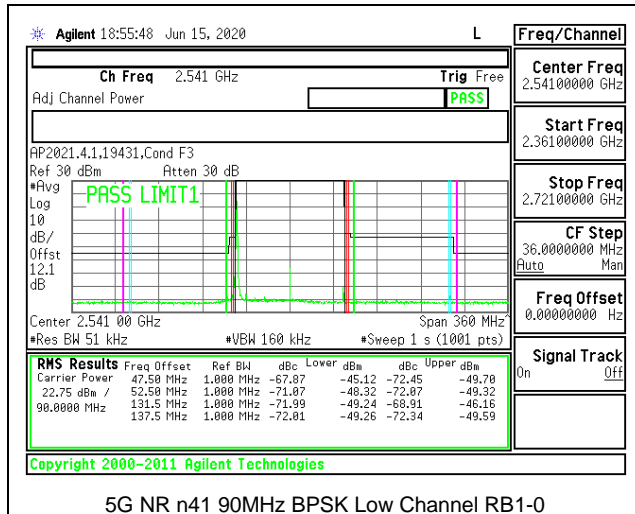 Agilent 18:55:48 Jun 15, 2020 L
Freq/Channel
Ch Freq 2.541 GHz Trig Free
Adj Channel Power PASS
Center Freq
2.54100000 GHz
Start Freq
2.36100000 GHz
Stop Freq
2.72100000 GHz
CF Step
36.0000000 MHz
Auto Man
Freq Offset
0.00000000 Hz
Signal Track
On Off
AP2021.4.1,19431,Cond F3
Ref 30 dBm Atten 30 dB
#Avg
Log
10
dB/
Offst
12.1
dB
PASS LIMIT1
Center 2.541 00 GHz Span 360 MHz^
#Res BW 51 kHz #VBW 160 kHz #Sweep 1 s (1001 pts)
RMS Results Freq Offset Ref BW dBc Lower dBm dBc Upper dBm
Carrier Power 47.50 MHz 1.000 MHz -67.87 -45.12 -72.45 -49.70
22.75 dBm / 52.50 MHz 1.000 MHz -71.07 -48.32 -72.07 -49.32
90.0000 MHz 131.5 MHz 1.000 MHz -71.99 -49.24 -68.91 -46.16
137.5 MHz 1.000 MHz -72.01 -49.26 -72.34 -49.59
Copyright 2000-2011 Agilent Technologies
5G NR n41 90MHz BPSK Low Channel RB1-0